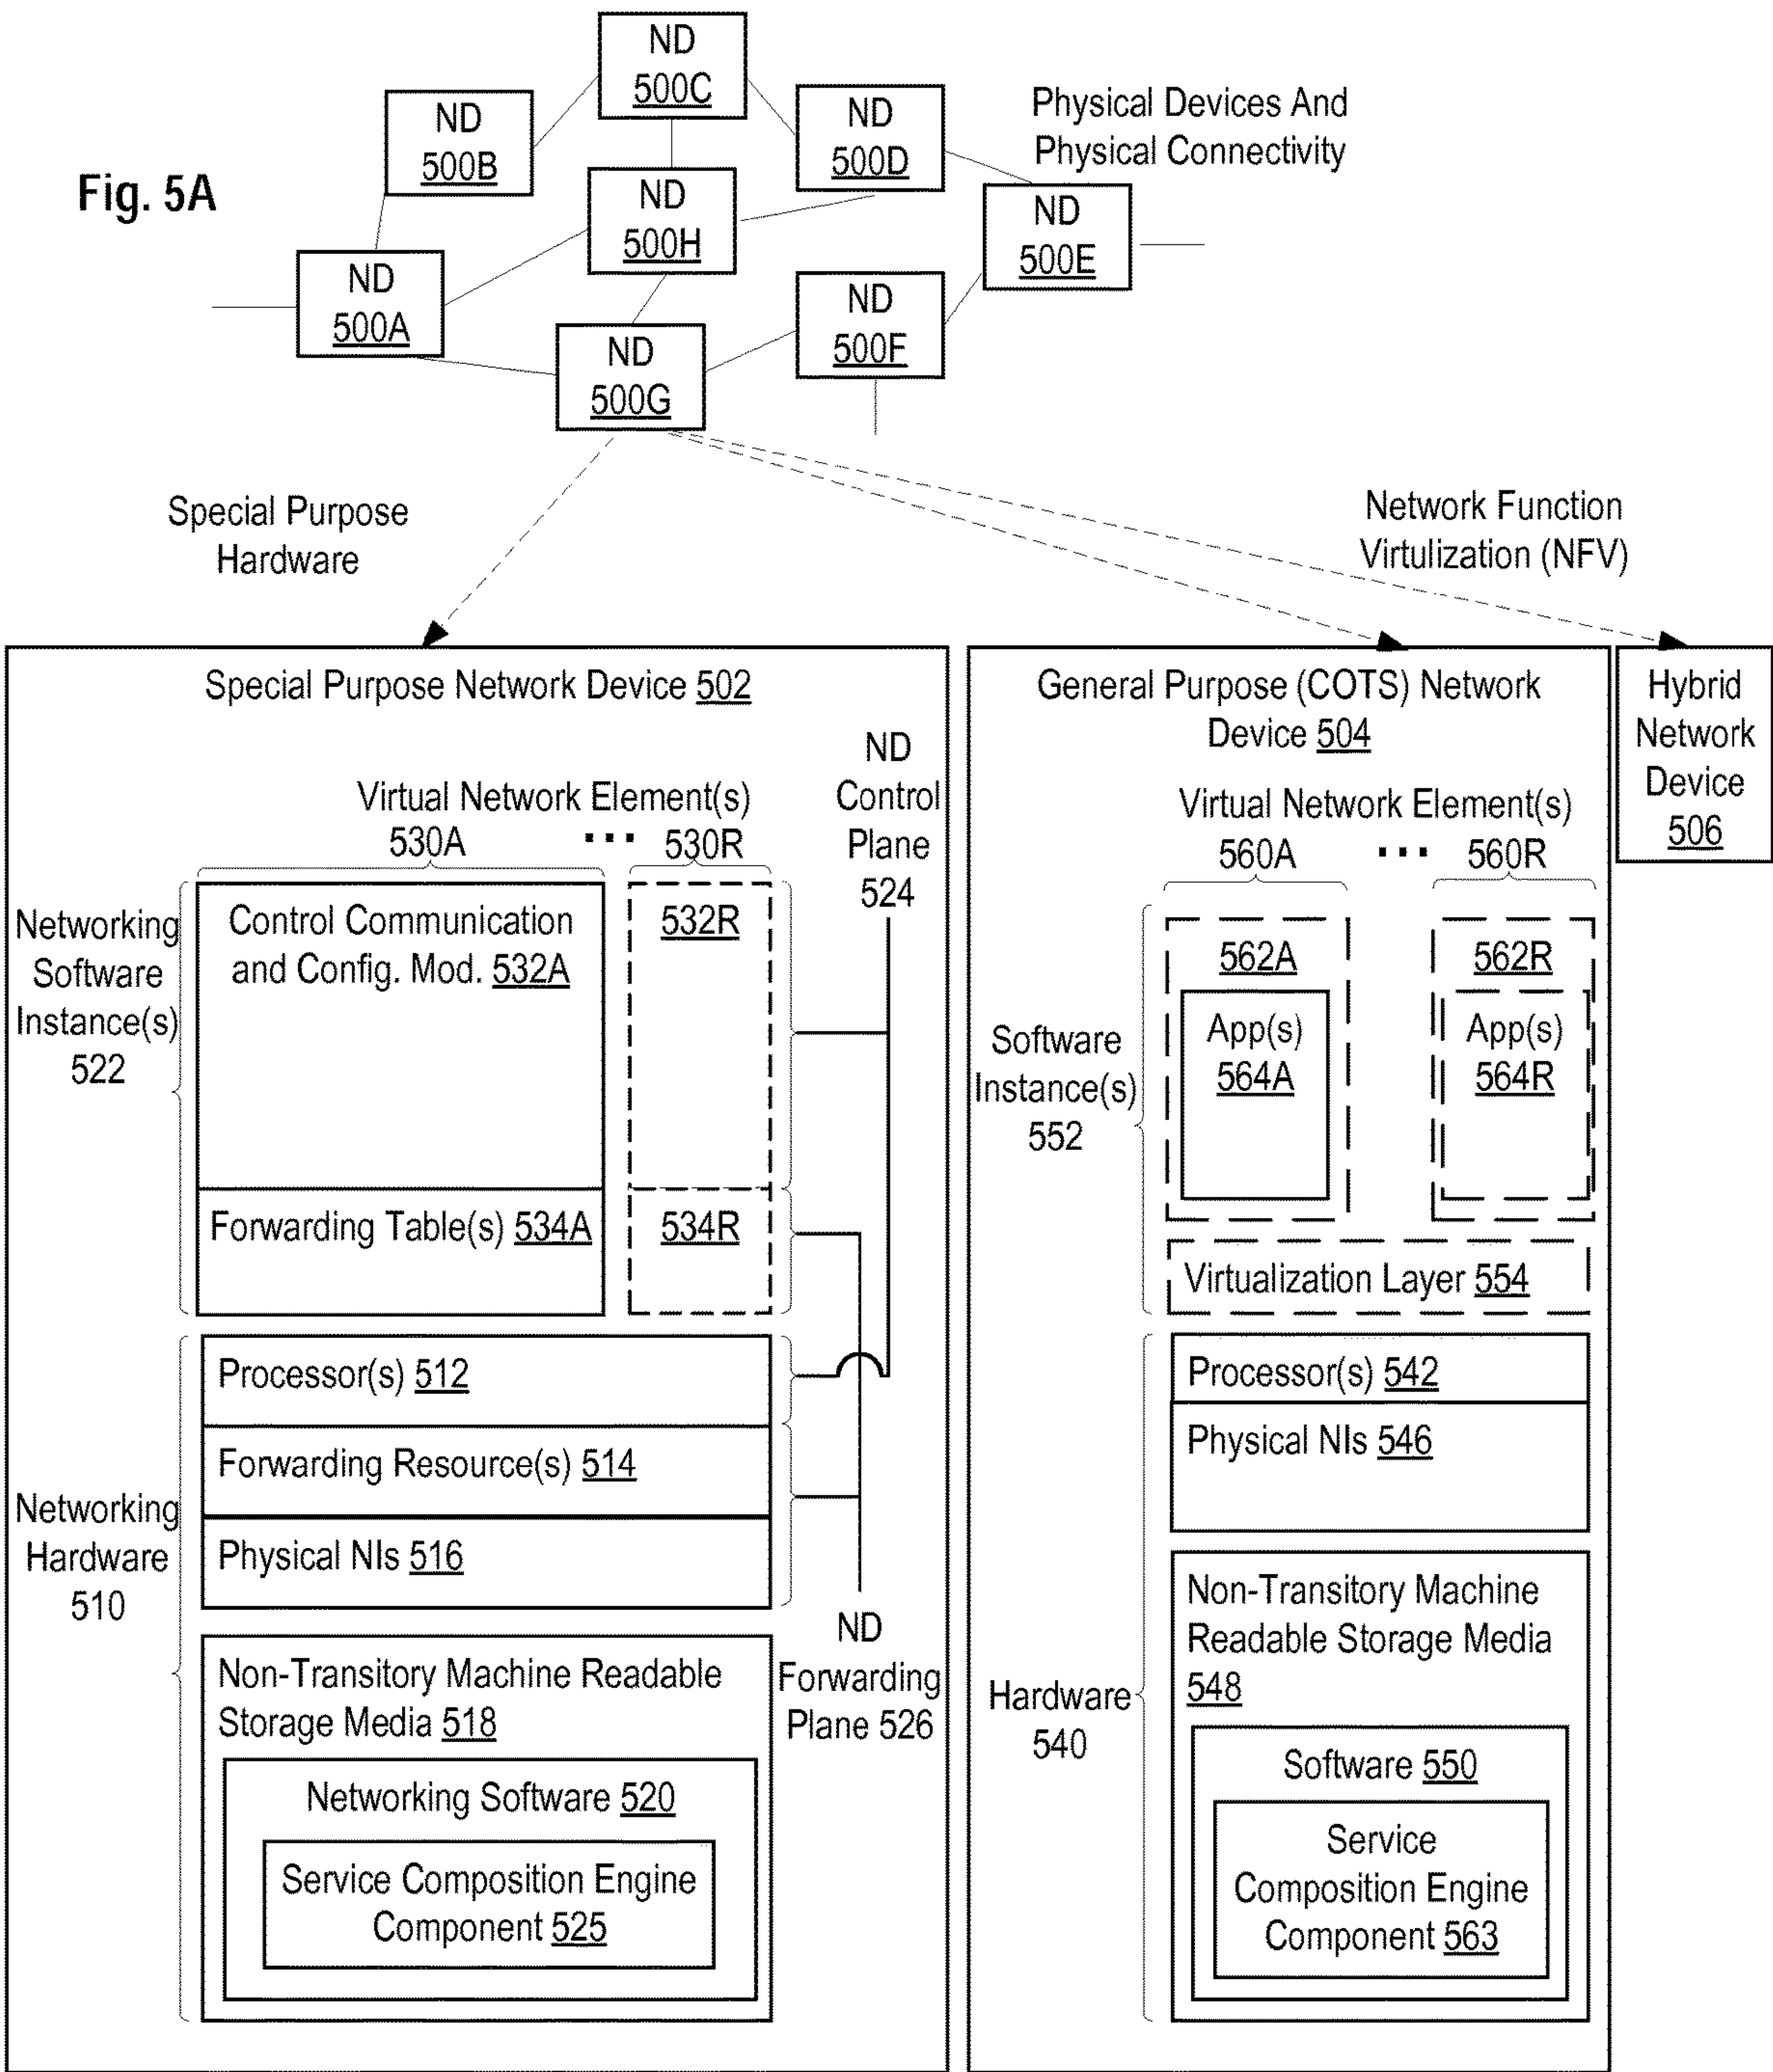 Fig. 5A
ND
500C
ND
500B
ND
500D
Physical Devices And
Physical Connectivity
ND
500H
ND
500E
ND
500A
ND
500F
ND
500G
Special Purpose
Hardware
Network Function
Virtulization (NFV)
Special Purpose Network Device 502
ND
Control
Plane
524
Virtual Network Element(s)
530A
...
530R
Networking
Software
Instance(s)
522
Control Communication
and Config. Mod. 532A
532R
Forwarding Table(s) 534A
534R
Networking
Hardware
510
Processor(s) 512
Forwarding Resource(s) 514
Physical NIs 516
ND
Forwarding
Plane 526
Non-Transitory Machine Readable
Storage Media 518
Networking Software 520
Service Composition Engine
Component 525
General Purpose (COTS) Network
Device 504
Virtual Network Element(s)
560A
...
560R
Software
Instance(s)
552
562A
App(s)
564A
562R
App(s)
564R
Virtualization Layer 554
Hardware
540
Processor(s) 542
Physical NIs 546
Non-Transitory Machine
Readable Storage Media
548
Software 550
Service
Composition Engine
Component 563
Hybrid
Network
Device
506